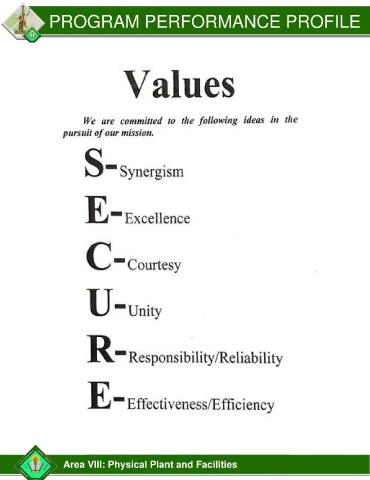 PROGRAM PERFORMANCE PROFILE
Values
We are committed to the following ideas in the
pursuit of our mission.
S-Synergism
E-Excellence
C-Courtesy
U-Unity
R-Responsibility/Reliability
E-Effectiveness/Efficiency
Area VIII: Physical Plant and Facilities